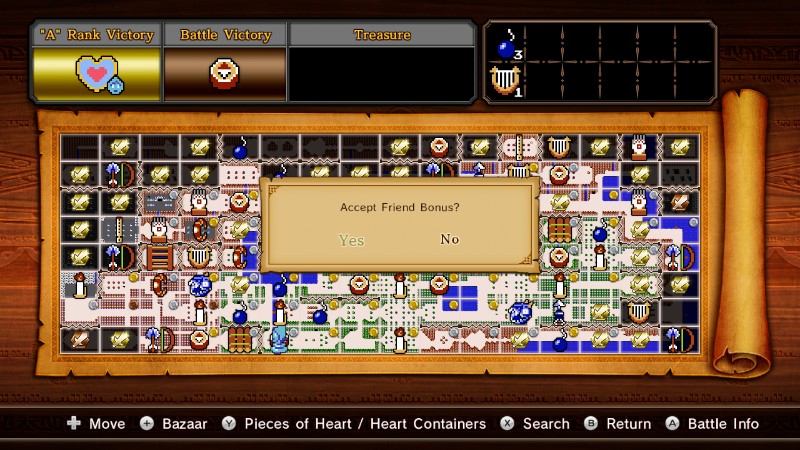 "A" Rank Victory
Battle Victory
Treasure
3
1
Accept Friend Bonus?
Yes
No
Move
Bazaar
Y Pieces of Heart / Heart Containers
X Search
B Return
A Battle Info